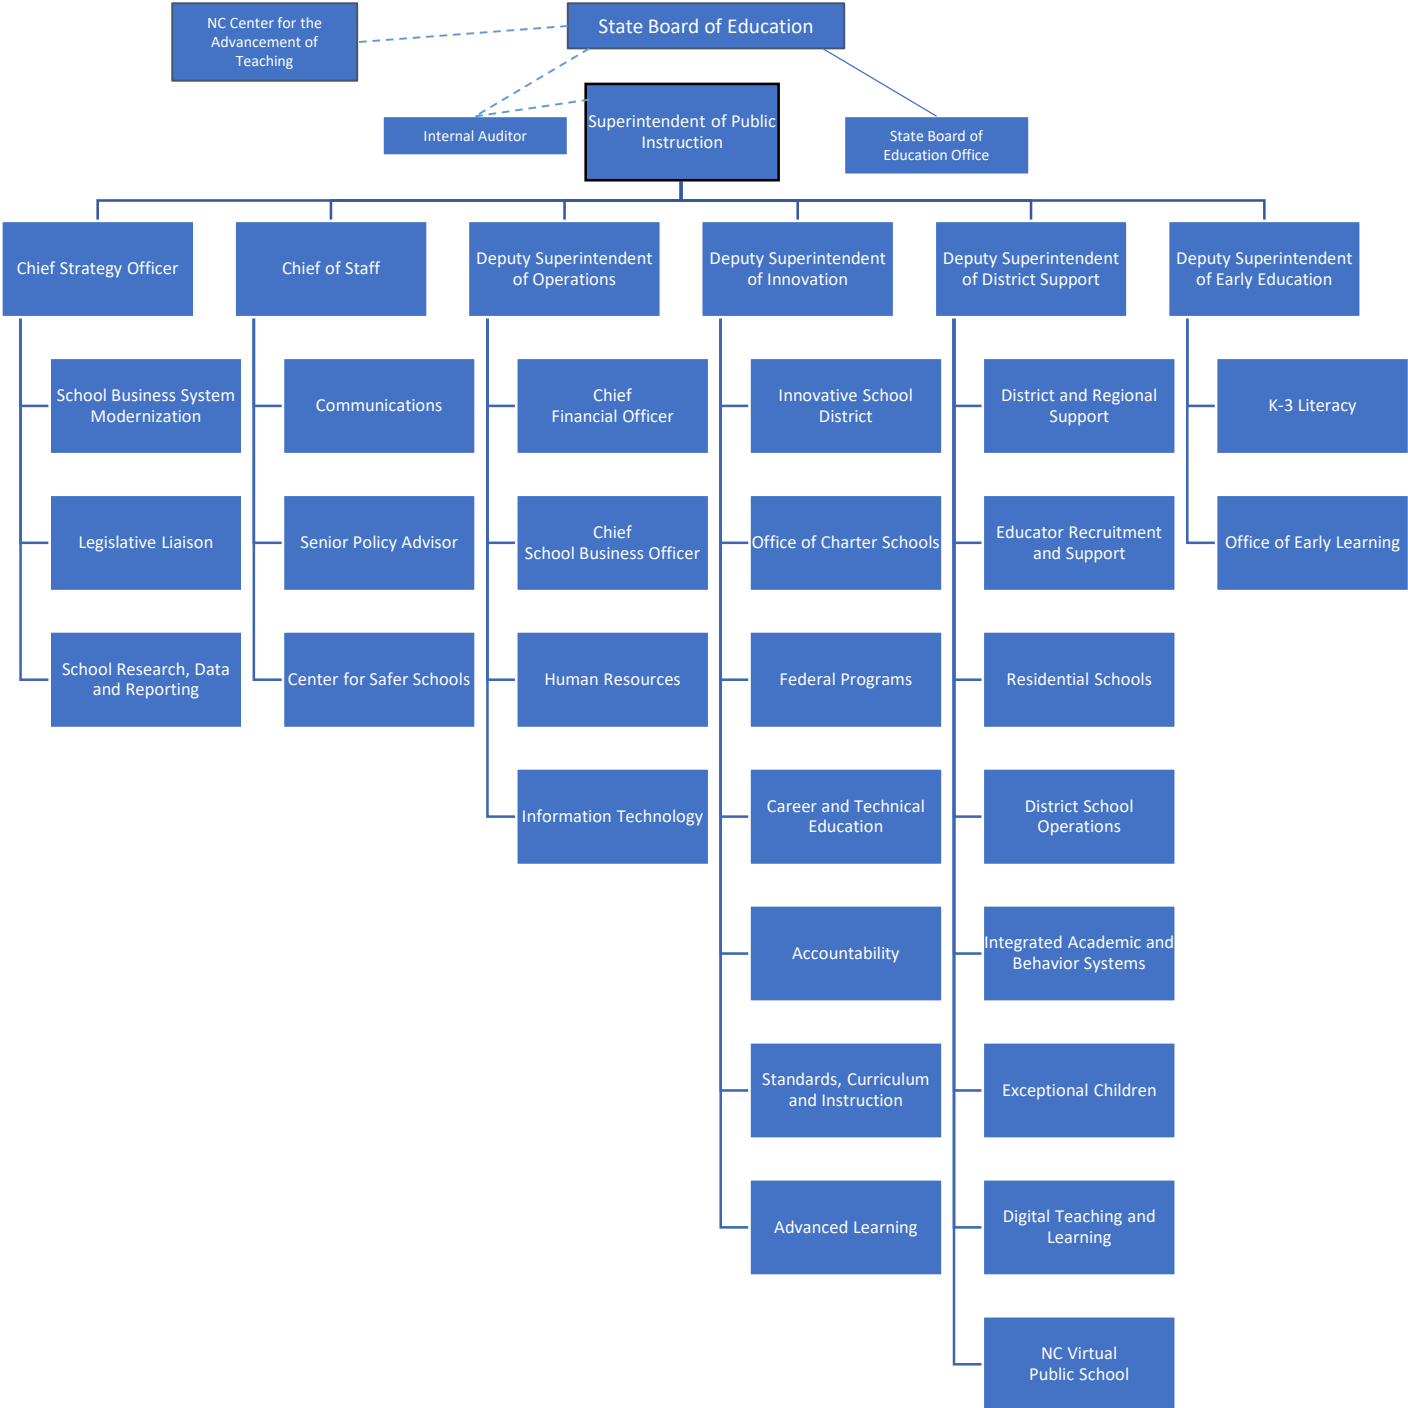 NC Center for the
Advancement of
Teaching
State Board of Education
Internal Auditor
Superintendent of Public
Instruction
State Board of
Education Office
Chief Strategy Officer
Chief of Staff
Deputy Superintendent
of Operations
Deputy Superintendent
of Innovation
Deputy Superintendent
of District Support
Deputy Superintendent
of Early Education
School Business System
Modernization
Legislative Liaison
School Research, Data
and Reporting
Communications
Senior Policy Advisor
Center for Safer Schools
Chief
Financial Officer
Chief
School Business Officer
Human Resources
Information Technology
Innovative School
District
Office of Charter Schools
Federal Programs
Career and Technical
Education
Accountability
Standards, Curriculum
and Instruction
Advanced Learning
District and Regional
Support
Educator Recruitment
and Support
Residential Schools
District School
Operations
Integrated Academic and
Behavior Systems
Exceptional Children
Digital Teaching and
Learning
NC Virtual
Public School
K-3 Literacy
Office of Early Learning